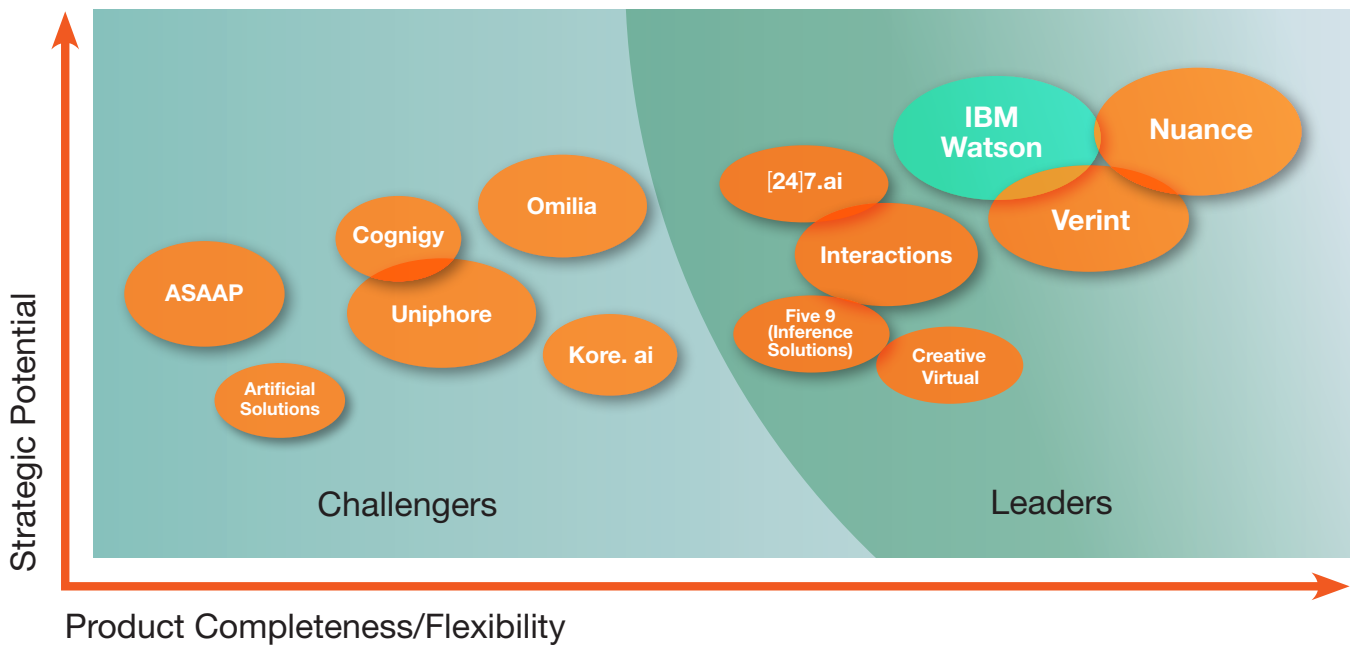 Strategic Potential
IBM
Watson
Nuance
[24]7.ai
Verint
Omilia
Cognigy
Interactions
ASAAP
Uniphore
Five 9
(Inference
Solutions)
Kore. ai
Creative
Virtual
Artificial
Solutions
Challengers
Leaders
Product Completeness/Flexibility